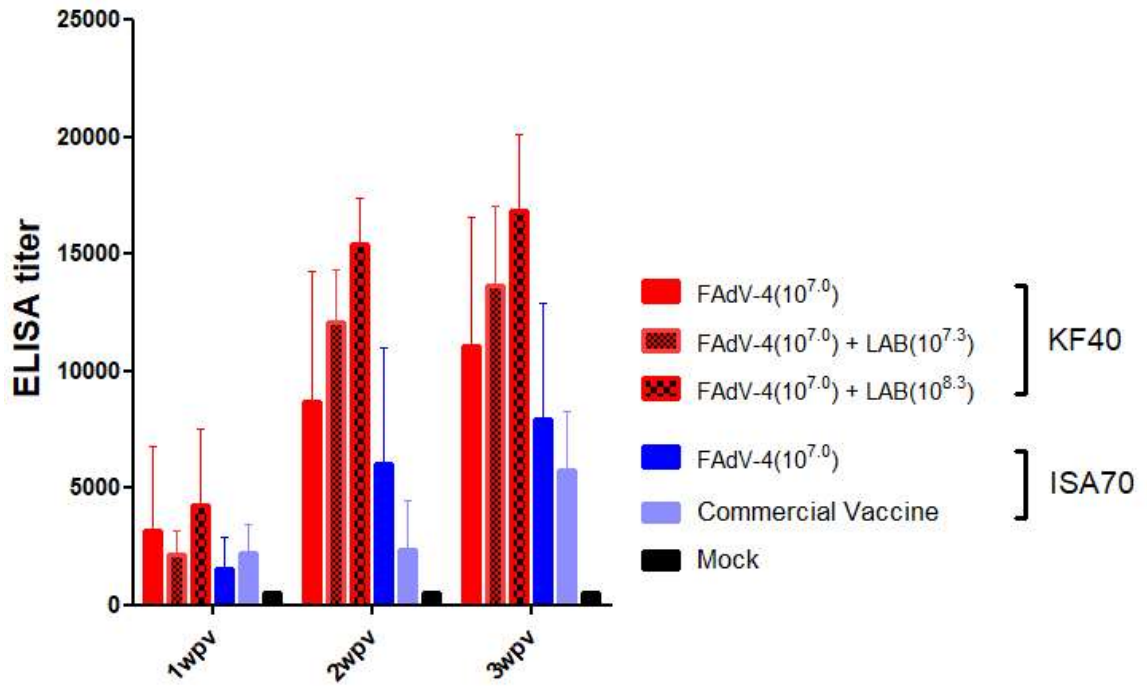 25000
20000
15000
10000
5000
0
ELISA titer
1wpv
2wpv
3wpv
FAdV-4(10^7.0)
FAdV-4(10^7.0) + LAB(10^7.3)
FAdV-4(10^7.0) + LAB(10^8.3)
KF40
FAdV-4(10^7.0)
Commercial Vaccine
ISA70
Mock